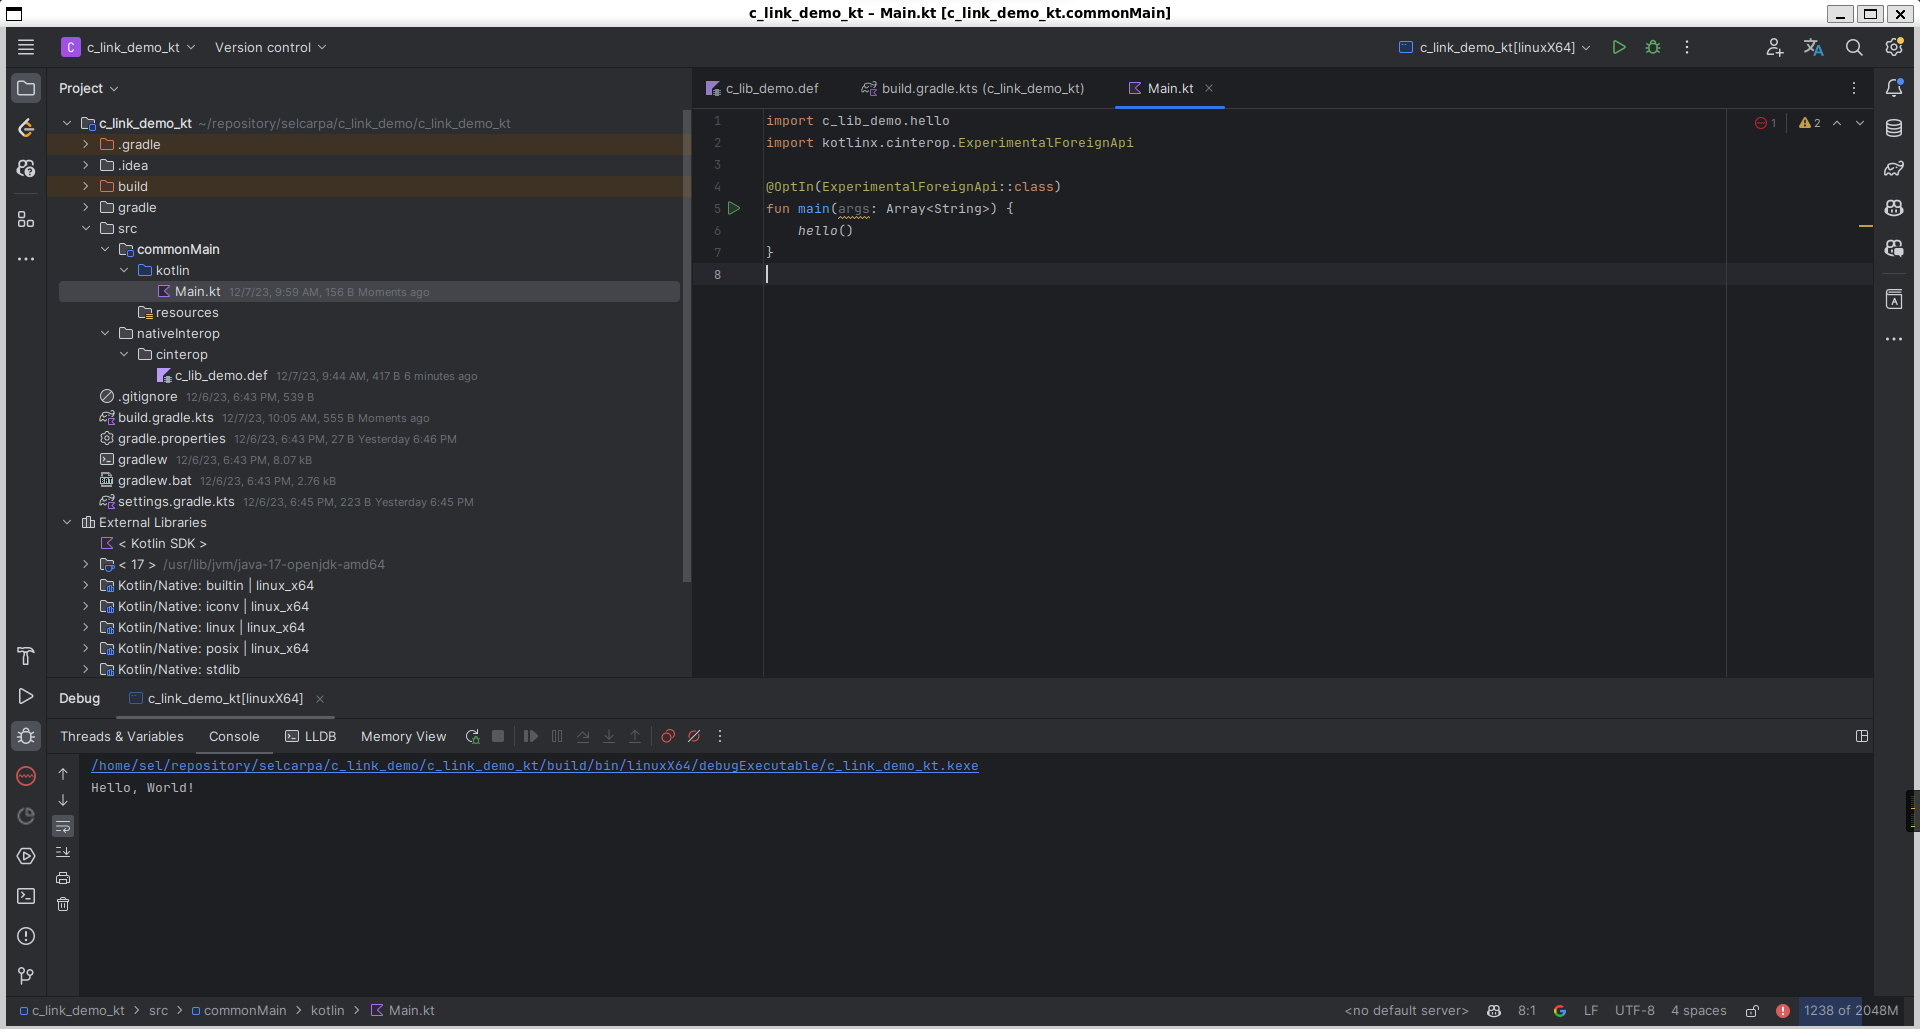 c_link_demo_kt – Main.kt [c_link_demo_kt.commonMain]
C c_link_demo_kt Version control c_link_demo_kt[linuxX64]
Project
c_lib_demo.def build.gradle.kts (c_link_demo_kt) Main.kt
c_link_demo_kt ~/repository/selcarpa/c_link_demo/c_link_demo_kt
.gradle
.idea
build
gradle
src
commonMain
kotlin
Main.kt 12/7/23, 9:59 AM, 156 B Moments ago
resources
nativeInterop
cinterop
c_lib_demo.def 12/7/23, 9:44 AM, 417 B 6 minutes ago
.gitignore 12/6/23, 6:43 PM, 539 B
build.gradle.kts 12/7/23, 10:05 AM, 555 B Moments ago
gradle.properties 12/6/23, 6:43 PM, 27 B Yesterday 6:46 PM
gradlew 12/6/23, 6:43 PM, 8.07 kB
gradlew.bat 12/6/23, 6:43 PM, 2.76 kB
settings.gradle.kts 12/6/23, 6:45 PM, 223 B Yesterday 6:45 PM
External Libraries
< Kotlin SDK >
< 17 > /usr/lib/jvm/java-17-openjdk-amd64
Kotlin/Native: builtin | linux_x64
Kotlin/Native: iconv | linux_x64
Kotlin/Native: linux | linux_x64
Kotlin/Native: posix | linux_x64
Kotlin/Native: stdlib
1 import c_lib_demo.hello
2 import kotlinx.cinterop.ExperimentalForeignApi
3
4 @OptIn(ExperimentalForeignApi::class)
5 fun main(args: Array<String>) {
6 hello()
7 }
8
1 2
Debug c_link_demo_kt[linuxX64]
Threads & Variables Console LLDB Memory View
/home/sel/repository/selcarpa/c_link_demo/c_link_demo_kt/build/bin/linuxX64/debugExecutable/c_link_demo_kt.kexe
Hello, World!
c_link_demo_kt > src > commonMain > kotlin > Main.kt
<no default server> 8:1 G LF UTF-8 4 spaces 1238 of 2048M